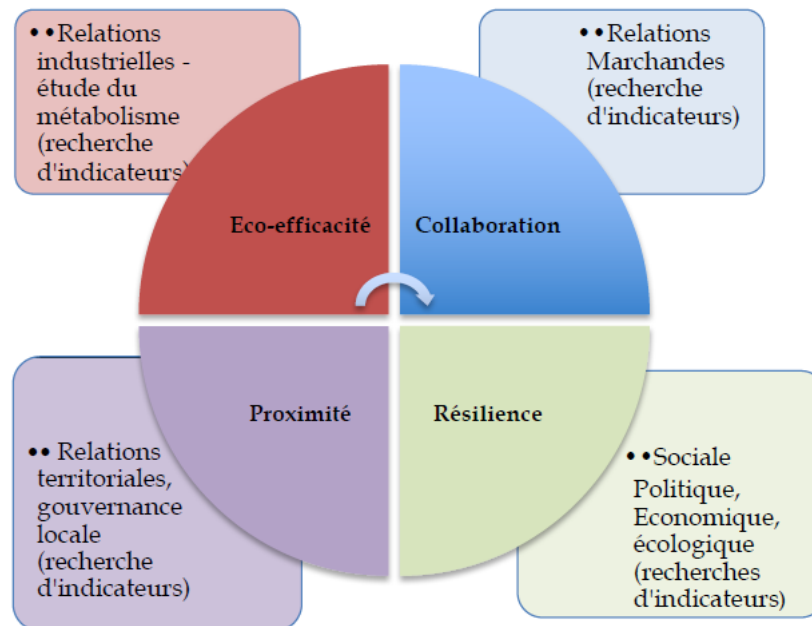 ••Relations
industrielles -
étude du
métabolisme
(recherche
d'indicateurs)
••Relations
Marchandes
(recherche
d'indicateurs)
Eco-efficacité
Collaboration
Proximité
Résilience
•• Relations
territoriales,
gouvernance
locale
(recherche
d'indicateurs)
••Sociale
Politique,
Economique,
écologique
(recherches
d'indicateurs)